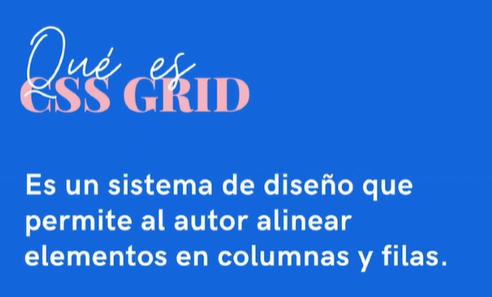 Qué es
CSS GRID
Es un sistema de diseño que
permite al autor alinear
elementos en columnas y filas.